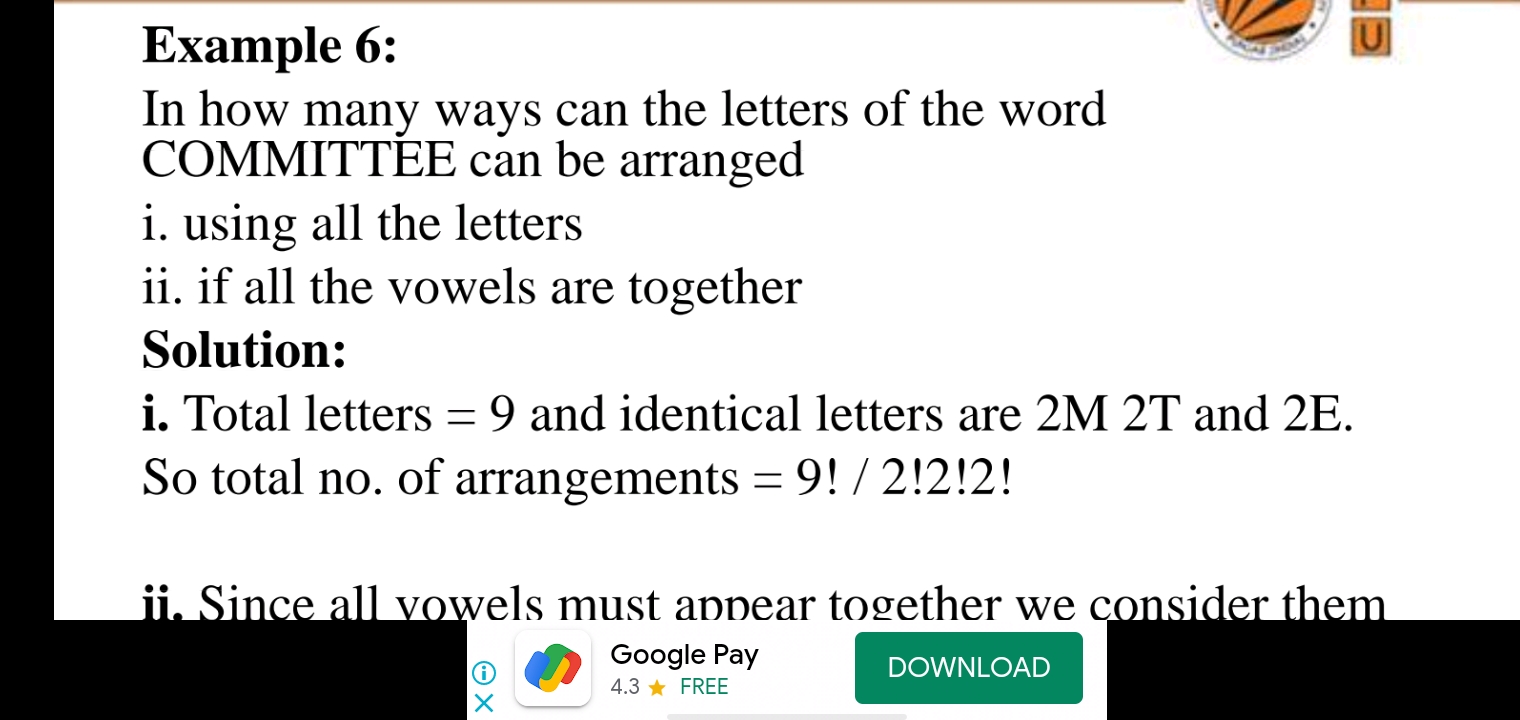 U
PUNJAB (INDIA)
Example 6:
In how many ways can the letters of the word
COMMITTEE can be arranged
i. using all the letters
ii. if all the vowels are together
Solution:
i. Total letters = 9 and identical letters are 2M 2T and 2E.
So total no. of arrangements = 9! / 2!2!2!
ii. Since all vowels must appear together we consider them
Google Pay
4.3 ★ FREE
DOWNLOAD